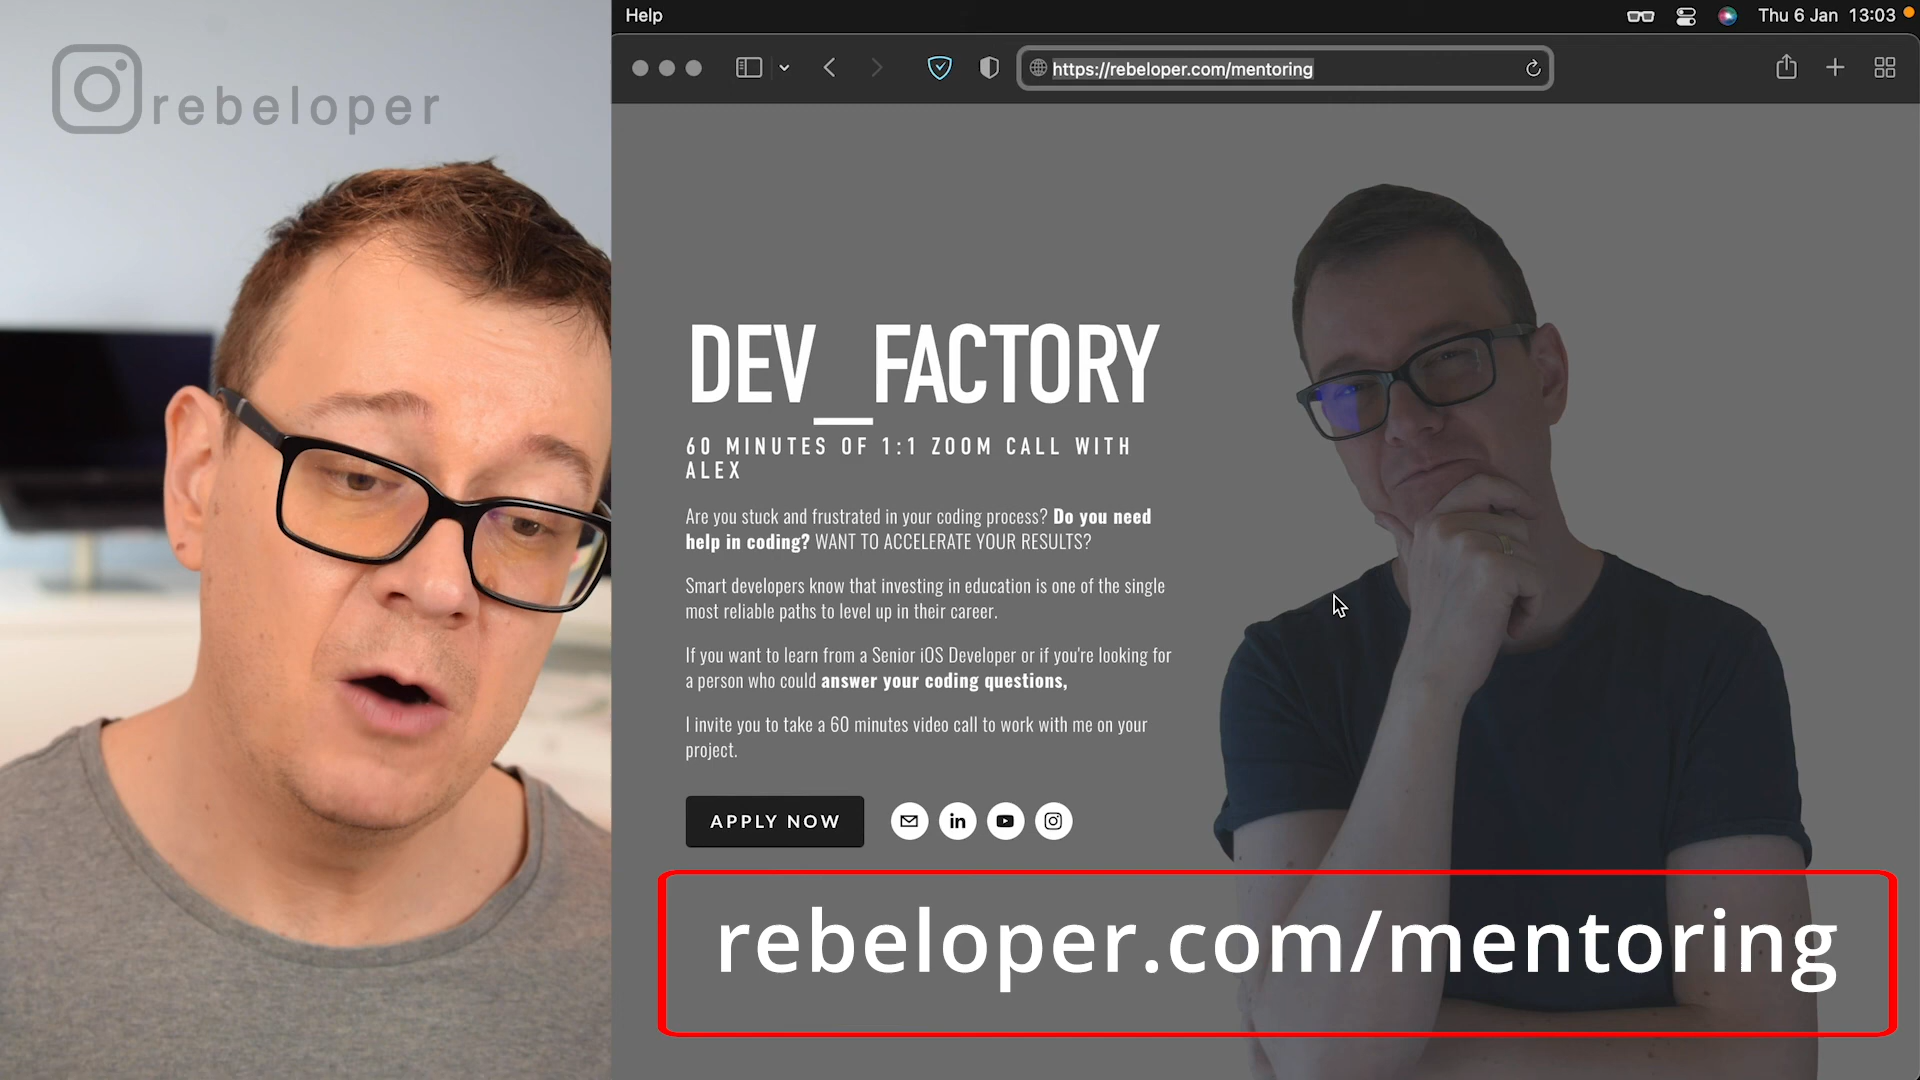 rebeloper
Help
Thu 6 Jan 13:03
https://rebeloper.com/mentoring
DEV_FACTORY
60 MINUTES OF 1:1 ZOOM CALL WITH
ALEX
Are you stuck and frustrated in your coding process? Do you need
help in coding? WANT TO ACCELERATE YOUR RESULTS?
Smart developers know that investing in education is one of the single
most reliable paths to level up in their career.
If you want to learn from a Senior iOS Developer or if you're looking for
a person who could answer your coding questions,
I invite you to take a 60 minutes video call to work with me on your
project.
APPLY NOW
in
rebeloper.com/mentoring